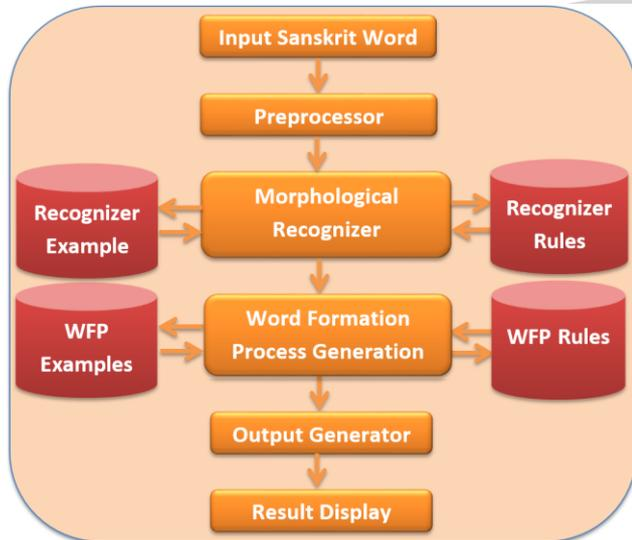 Input Sanskrit Word
Preprocessor
Recognizer
Example
Morphological
Recognizer
Recognizer
Rules
WFP
Examples
Word Formation
Process Generation
WFP Rules
Output Generator
Result Display